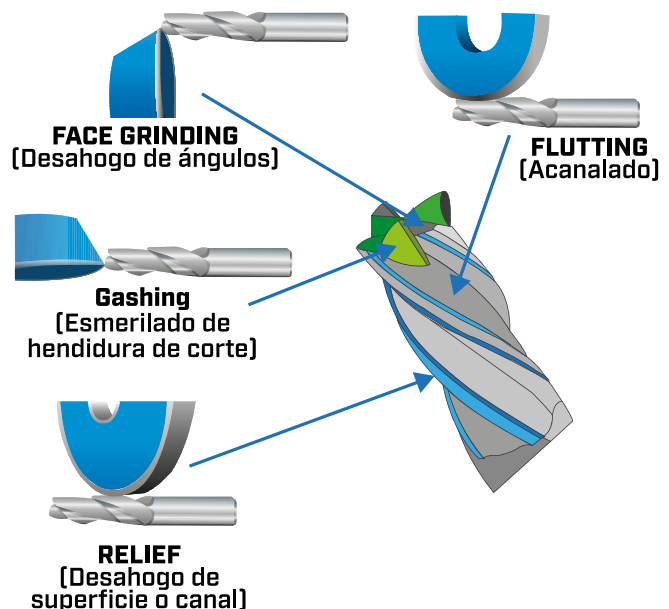 FACE GRINDING
(Desahogo de ángulos)
FLUTTING
(Acanalado)
Gashing
(Esmerilado de
hendidura de corte)
RELIEF
(Desahogo de
superficie o canal)